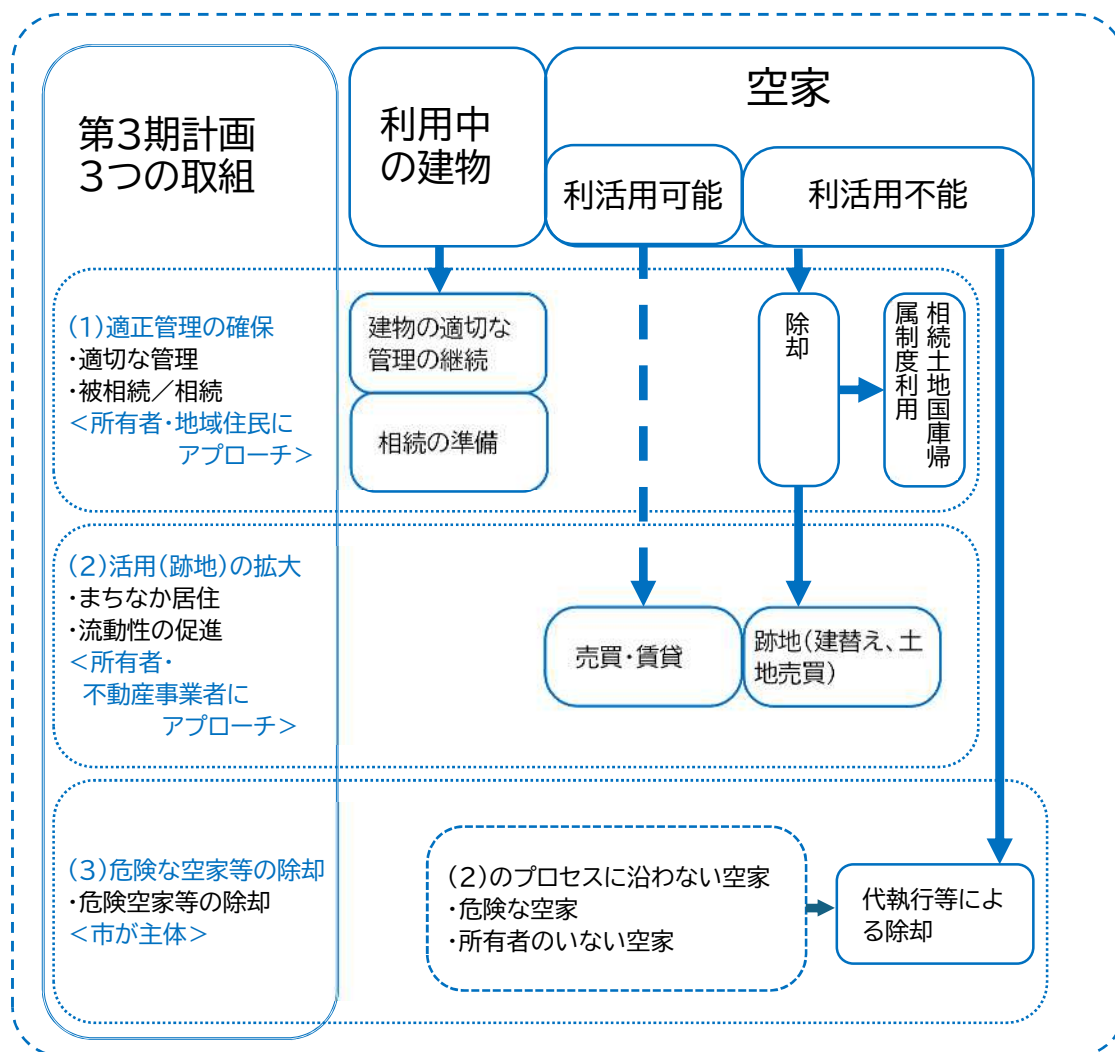 第3期計画
3つの取組
利用中
の建物
空家
利活用可能
利活用不能
(1)適正管理の確保
・適切な管理
・被相続／相続
<所有者・地域住民に
アプローチ>
建物の適切な
管理の継続
相続の準備
除却
相続土地国庫帰
属制度利用
(2)活用(跡地)の拡大
・まちなか居住
・流動性の促進
<所有者・
不動産事業者に
アプローチ>
売買・賃貸
跡地(建替え、土
地売買)
(3)危険な空家等の除却
・危険空家等の除却
<市が主体>
(2)のプロセスに沿わない空家
・危険な空家
・所有者のいない空家
代執行等によ
る除却